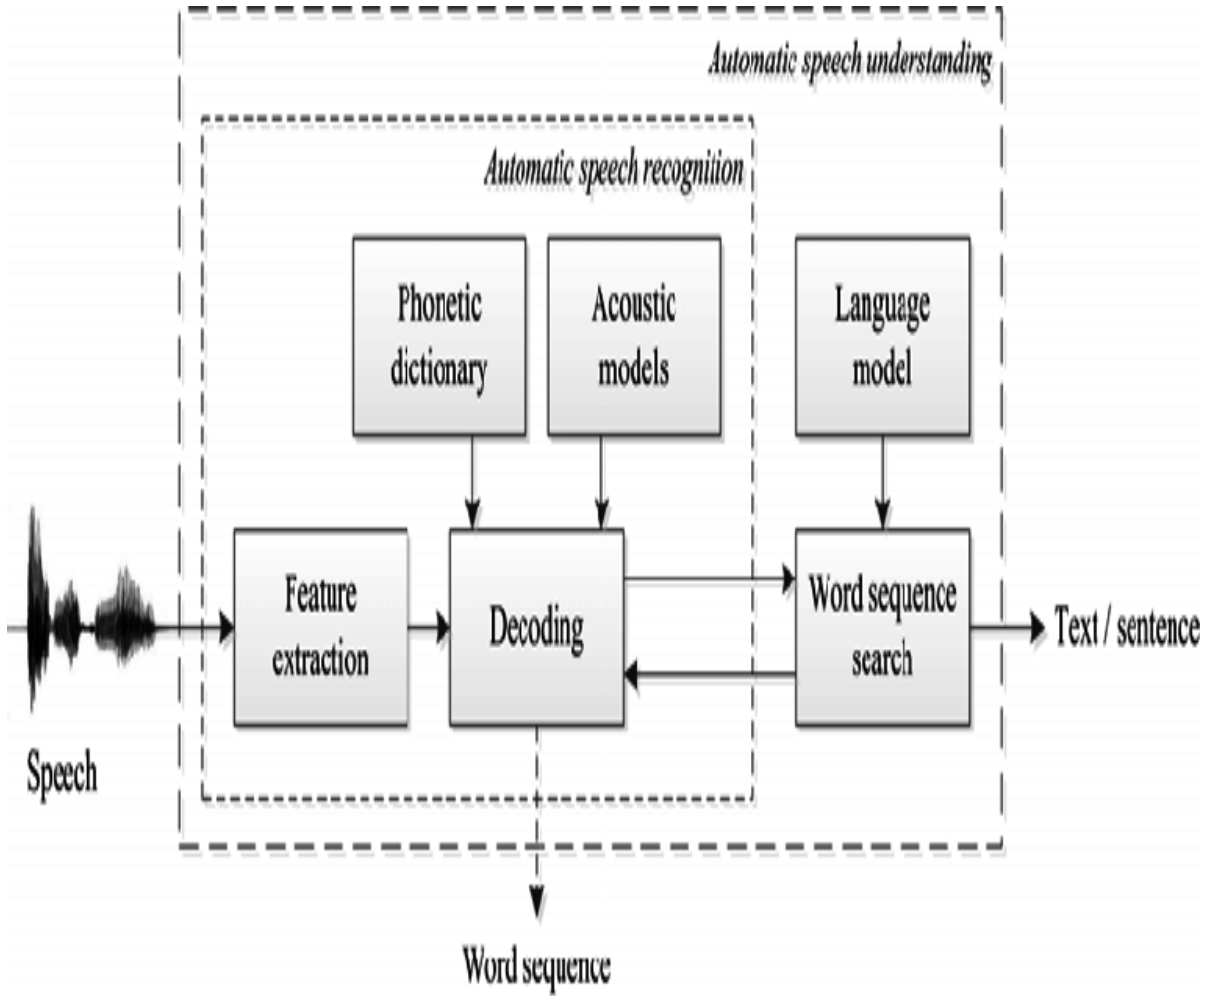 Automatic speech understanding
Automatic speech recognition
Phonetic
dictionary
Acoustic
models
Language
model
Feature
extraction
Decoding
Word sequence
search
Text / sentence
Speech
Word sequence